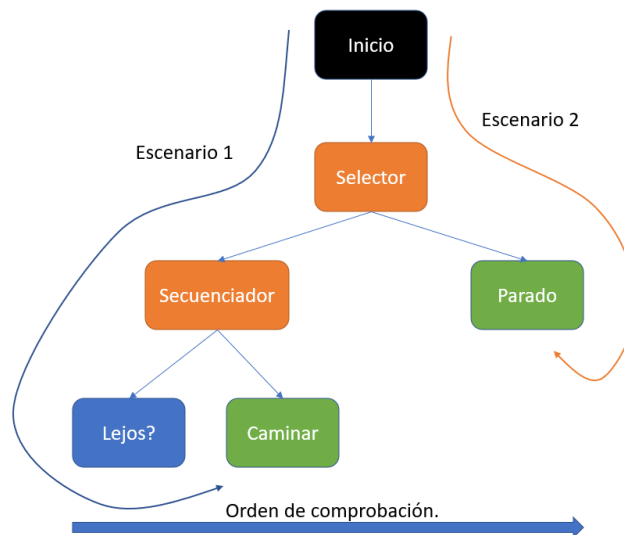 Inicio
Escenario 1
Escenario 2
Selector
Secuenciador
Parado
Lejos?
Caminar
Orden de comprobación.